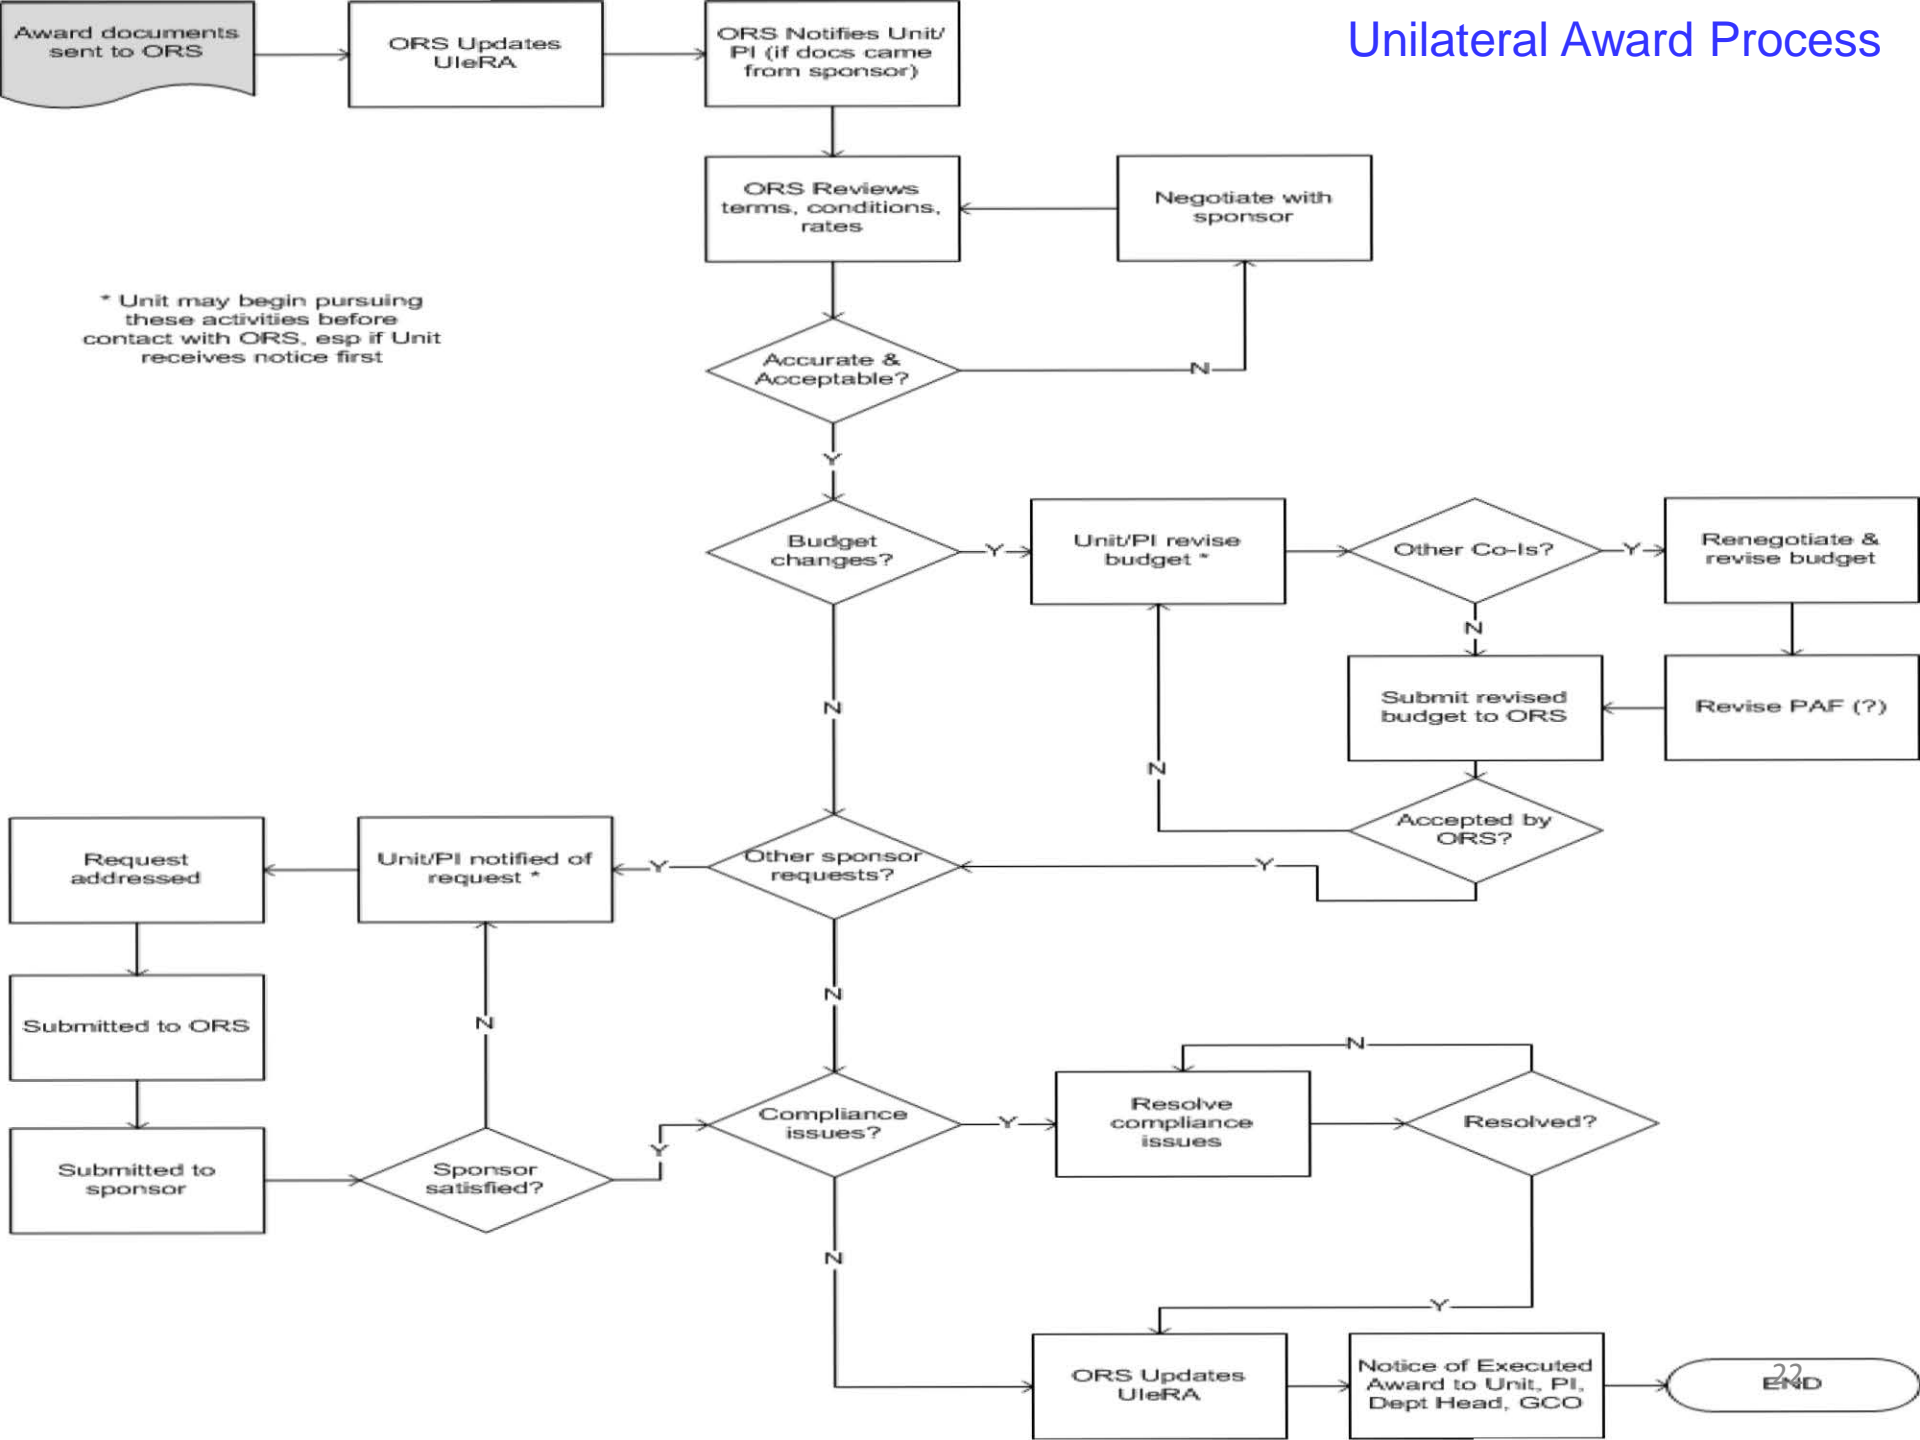 Unilateral Award Process
Award documents
sent to ORS
ORS Updates
UIeRA
ORS Notifies Unit/
PI (if docs came
from sponsor)
ORS Reviews
terms, conditions,
rates
Negotiate with
sponsor
* Unit may begin pursuing
these activities before
contact with ORS, esp if Unit
receives notice first
Accurate &
Acceptable?
N
Y
Budget
changes?
Y
Unit/PI revise
budget *
Other Co-Is?
Y
Renegotiate &
revise budget
N
N
Submit revised
budget to ORS
Revise PAF (?)
N
Accepted by
ORS?
Y
Other sponsor
requests?
Y
Unit/PI notified of
request *
Request
addressed
Submitted to ORS
N
N
Submitted to
sponsor
Sponsor
satisfied?
Y
Compliance
issues?
Y
Resolve
compliance
issues
N
Resolved?
N
Y
ORS Updates
UIeRA
Notice of Executed
Award to Unit, PI,
Dept Head, GCO
END
22